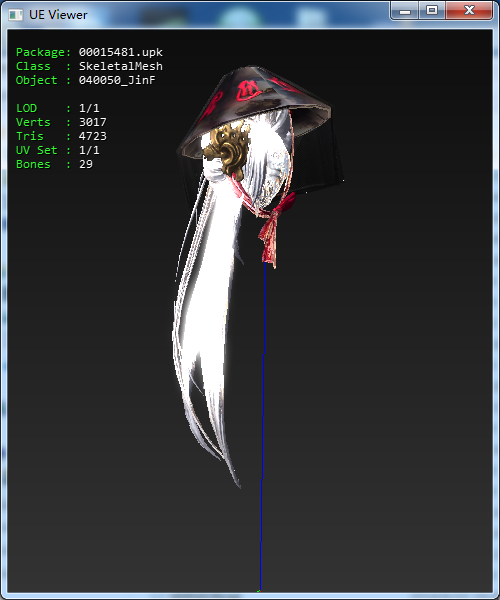 UE Viewer
Package: 00015481.upk
Class : SkeletalMesh
Object : 040050_JinF
LOD : 1/1
Verts : 3017
Tris : 4723
UV Set : 1/1
Bones : 29